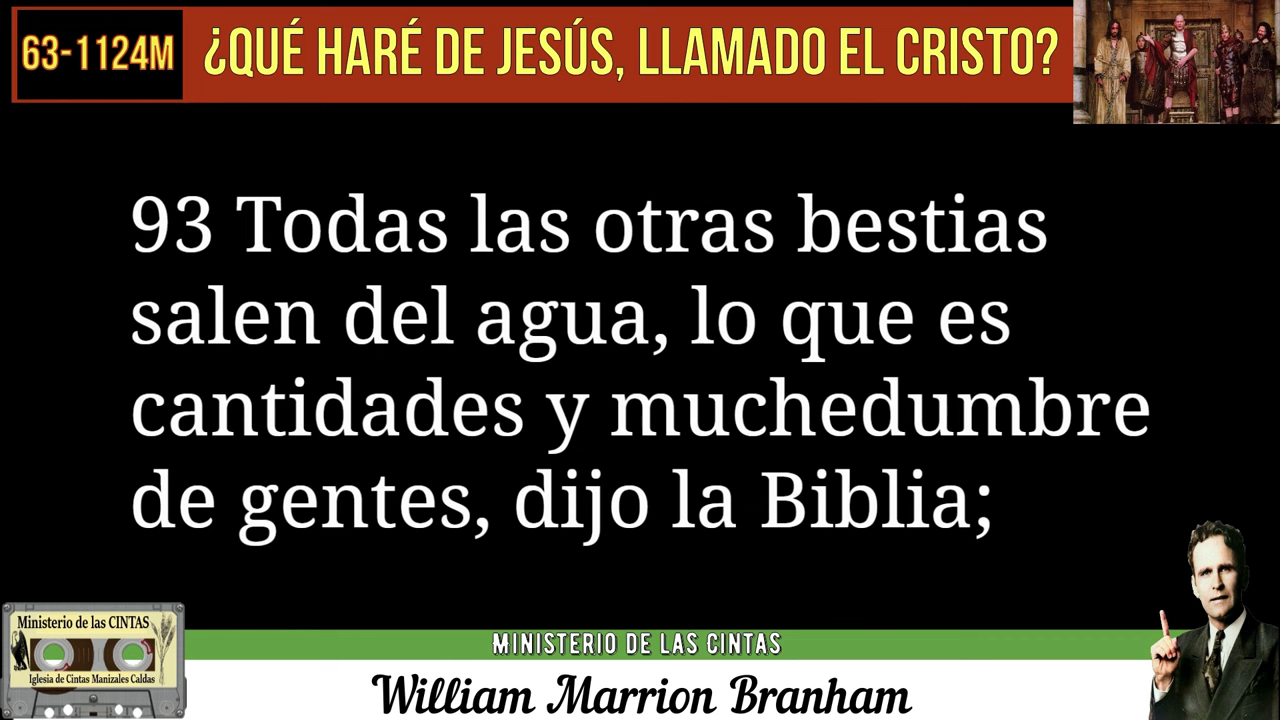 63-1124M
¿QUÉ HARÉ DE JESÚS, LLAMADO EL CRISTO?
93 Todas las otras bestias
salen del agua, lo que es
cantidades y muchedumbre
de gentes, dijo la Biblia;
Ministerio de las CINTAS
Iglesia de Cintas Manizales Caldas
MINISTERIO DE LAS CINTAS
William Marrion Branham